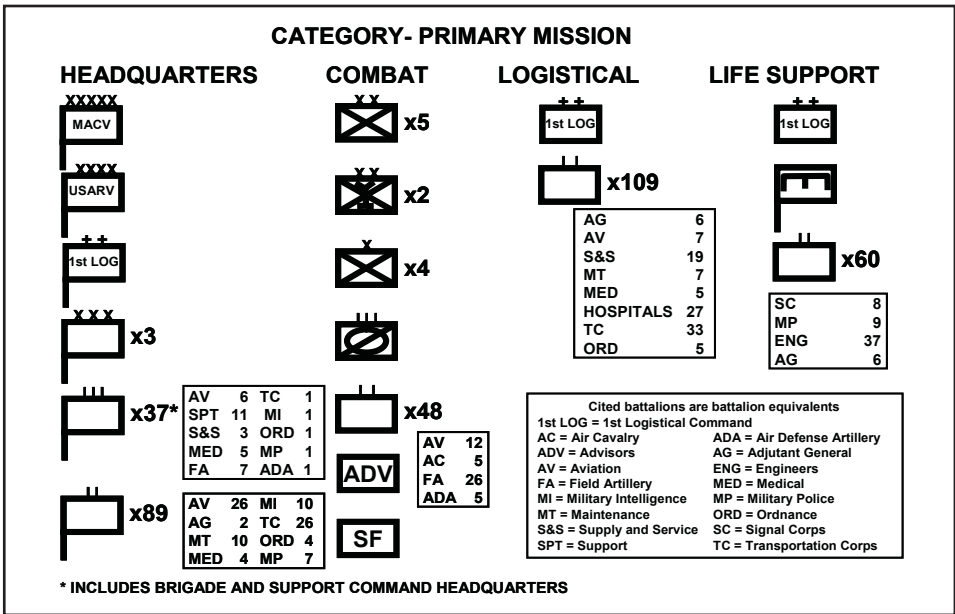 CATEGORY- PRIMARY MISSION
HEADQUARTERS
XXXXX
MACV
XXXX
USARV
++
1st LOG
XXX
x3
III
x37*
AV 6 TC 1
SPT 11 MI 1
S&S 3 ORD 1
MED 5 MP 1
FA 7 ADA 1
II
x89
AV 26 MI 10
AG 2 TC 26
MT 10 ORD 4
MED 4 MP 7
COMBAT
XX
x5
XX
x2
X
x4
III
II
x48
AV 12
AC 5
FA 26
ADA 5
ADV
SF
LOGISTICAL
++
1st LOG
II
x109
AG 6
AV 7
S&S 19
MT 7
MED 5
HOSPITALS 27
TC 33
ORD 5
LIFE SUPPORT
++
1st LOG
II
x60
SC 8
MP 9
ENG 37
AG 6
Cited battalions are battalion equivalents
1st LOG = 1st Logistical Command
AC = Air Cavalry ADA = Air Defense Artillery
ADV = Advisors AG = Adjutant General
AV = Aviation ENG = Engineers
FA = Field Artillery MED = Medical
MI = Military Intelligence MP = Military Police
MT = Maintenance ORD = Ordnance
S&S = Supply and Service SC = Signal Corps
SPT = Support TC = Transportation Corps
* INCLUDES BRIGADE AND SUPPORT COMMAND HEADQUARTERS